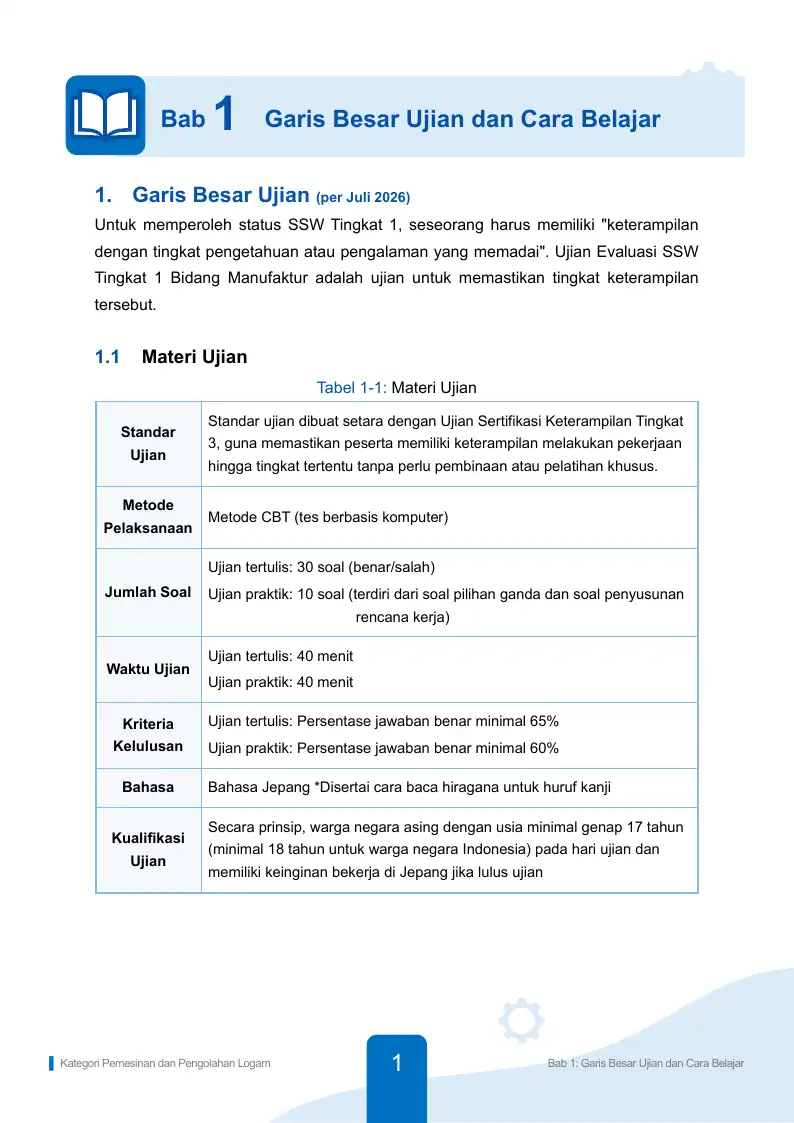 Bab 1 Garis Besar Ujian dan Cara Belajar
1. Garis Besar Ujian (per Juli 2026)
Untuk memperoleh status SSW Tingkat 1, seseorang harus memiliki "keterampilan
dengan tingkat pengetahuan atau pengalaman yang memadai". Ujian Evaluasi SSW
Tingkat 1 Bidang Manufaktur adalah ujian untuk memastikan tingkat keterampilan
tersebut.
1.1 Materi Ujian
Tabel 1-1: Materi Ujian
Standar
Ujian
Standar ujian dibuat setara dengan Ujian Sertifikasi Keterampilan Tingkat
3, guna memastikan peserta memiliki keterampilan melakukan pekerjaan
hingga tingkat tertentu tanpa perlu pembinaan atau pelatihan khusus.
Metode
Pelaksanaan
Metode CBT (tes berbasis komputer)
Jumlah Soal
Ujian tertulis: 30 soal (benar/salah)
Ujian praktik: 10 soal (terdiri dari soal pilihan ganda dan soal penyusunan
rencana kerja)
Waktu Ujian
Ujian tertulis: 40 menit
Ujian praktik: 40 menit
Kriteria
Kelulusan
Ujian tertulis: Persentase jawaban benar minimal 65%
Ujian praktik: Persentase jawaban benar minimal 60%
Bahasa
Bahasa Jepang *Disertai cara baca hiragana untuk huruf kanji
Kualifikasi
Ujian
Secara prinsip, warga negara asing dengan usia minimal genap 17 tahun
(minimal 18 tahun untuk warga negara Indonesia) pada hari ujian dan
memiliki keinginan bekerja di Jepang jika lulus ujian
Kategori Pemesinan dan Pengolahan Logam
1
Bab 1: Garis Besar Ujian dan Cara Belajar